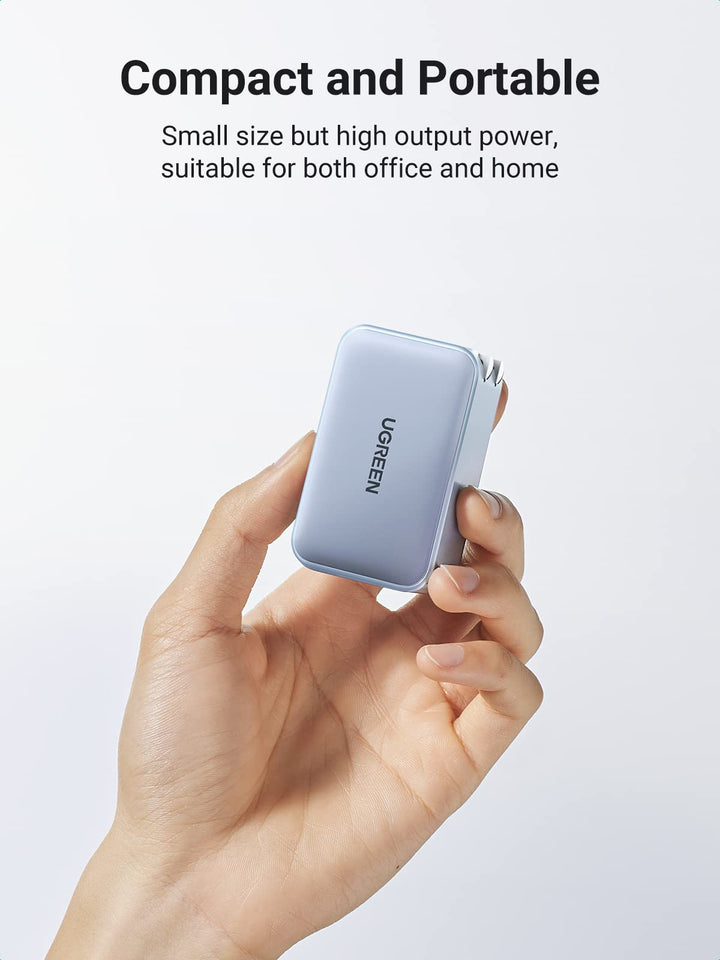 Compact and Portable
Small size but high output power,
suitable for both office and home
UGREEN